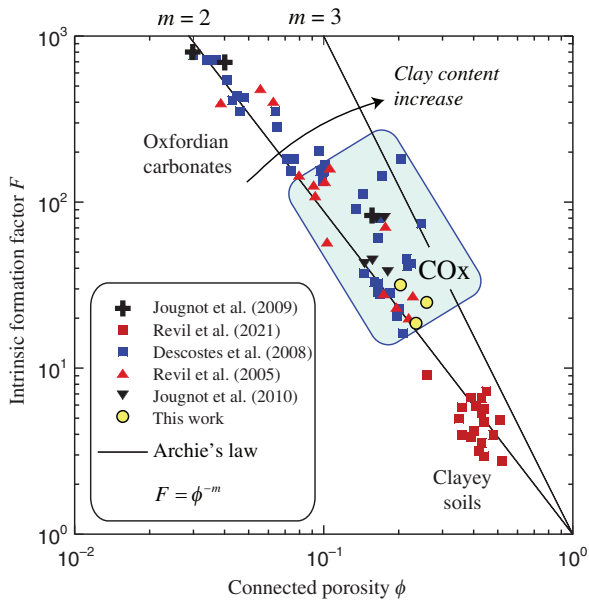 m = 2
m = 3
10³
Clay content
increase
Oxfordian
carbonates
10²
COx
Jougnot et al. (2009)
Revil et al. (2021)
Descostes et al. (2008)
Revil et al. (2005)
Jougnot et al. (2010)
This work
Archie's law
F = ϕ⁻ᵐ
10¹
Clayey
soils
10⁰
10⁻²
10⁻¹
10⁰
Connected porosity ϕ
Intrinsic formation factor F